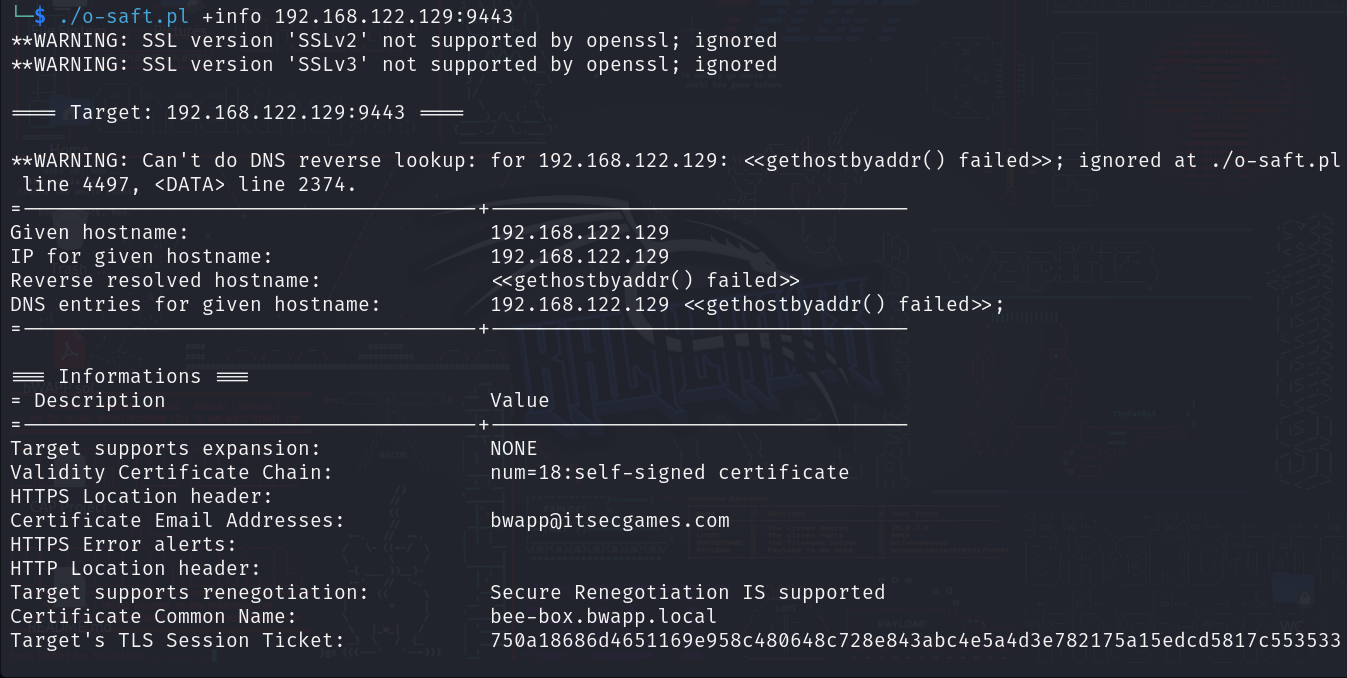 └─$ ./o-saft.pl +info 192.168.122.129:9443
**WARNING: SSL version 'SSLv2' not supported by openssl; ignored
**WARNING: SSL version 'SSLv3' not supported by openssl; ignored
==== Target: 192.168.122.129:9443 ====
**WARNING: Can't do DNS reverse lookup: for 192.168.122.129: <<gethostbyaddr() failed>>; ignored at ./o-saft.pl
line 4497, <DATA> line 2374.
=--------------------------------------+-----------------------------------
Given hostname: 192.168.122.129
IP for given hostname: 192.168.122.129
Reverse resolved hostname: <<gethostbyaddr() failed>>
DNS entries for given hostname: 192.168.122.129 <<gethostbyaddr() failed>>;
=--------------------------------------+-----------------------------------
=== Informations ===
= Description Value
=--------------------------------------+-----------------------------------
Target supports expansion: NONE
Validity Certificate Chain: num=18:self-signed certificate
HTTPS Location header:
Certificate Email Addresses: bwapp@itsecgames.com
HTTPS Error alerts:
HTTP Location header:
Target supports renegotiation: Secure Renegotiation IS supported
Certificate Common Name: bee-box.bwapp.local
Target's TLS Session Ticket: 750a18686d4651169e958c480648c728e843abc4e5a4d3e782175a15edcd5817c553533